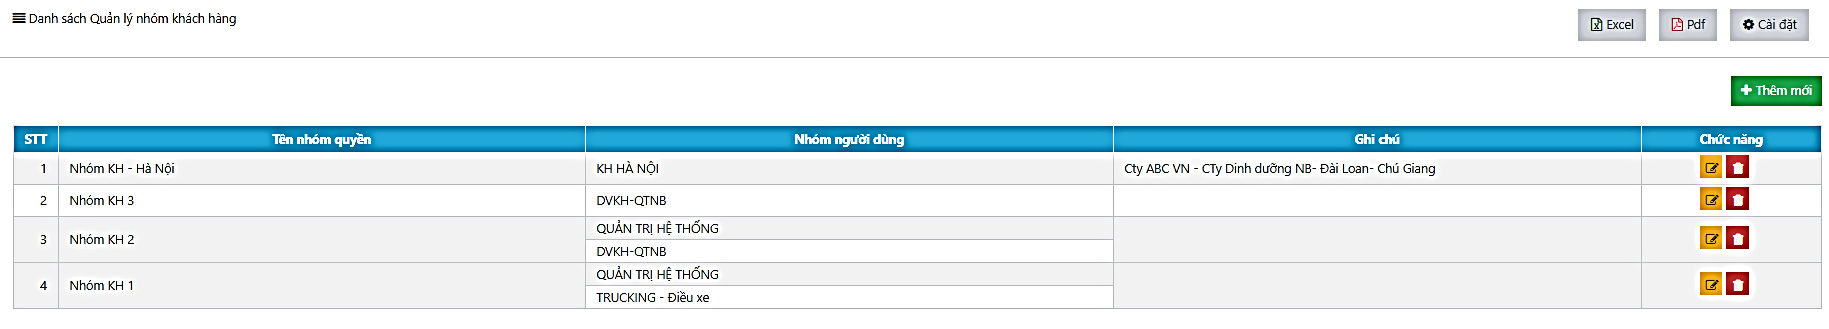 Danh sách Quản lý nhóm khách hàng
Excel Pdf Cài đặt
Thêm mới
STT Tên nhóm quyền Nhóm người dùng Ghi chú Chức năng
1 Nhóm KH - Hà Nội KH HÀ NỘI Cty ABC VN - CTy Dinh dưỡng NB- Đài Loan- Chú Giang
2 Nhóm KH 3 DVKH-QTNB
3 Nhóm KH 2 QUẢN TRỊ HỆ THỐNG
DVKH-QTNB
4 Nhóm KH 1 QUẢN TRỊ HỆ THỐNG
TRUCKING - Điều xe